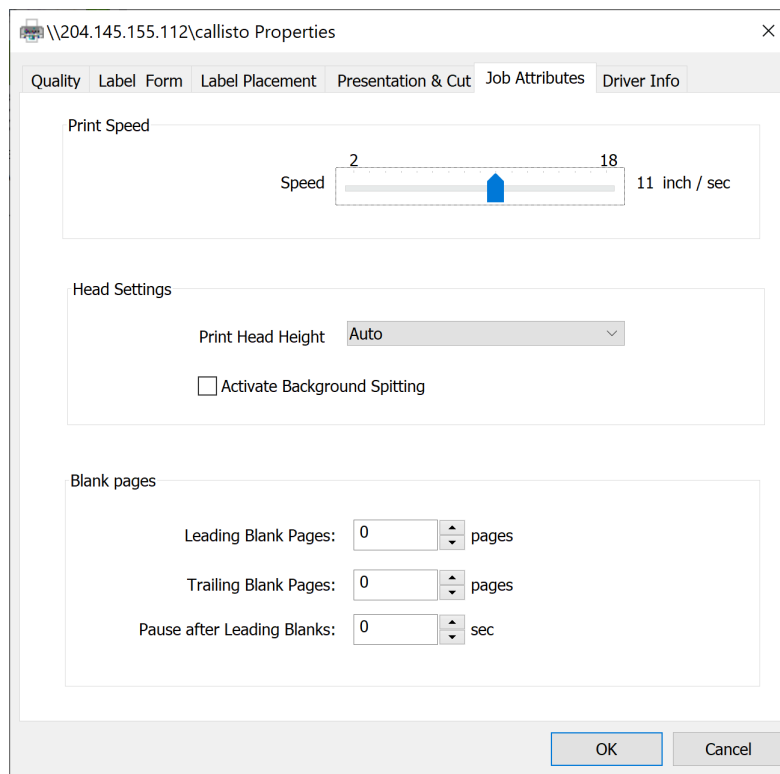 \\204.145.155.112\callisto Properties
Quality Label Form Label Placement Presentation & Cut Job Attributes Driver Info
Print Speed
2 18
Speed 11 inch / sec
Head Settings
Print Head Height Auto
Activate Background Spitting
Blank pages
Leading Blank Pages: 0 pages
Trailing Blank Pages: 0 pages
Pause after Leading Blanks: 0 sec
OK Cancel